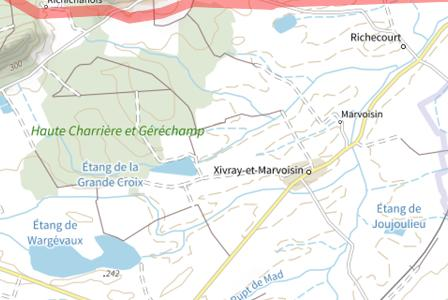 Richecourt
300
Marvoisin
Haute Charrière et Géréchamp
Étang de la
Grande Croix
Xivray-et-Marvoisin
Étang de
Wargévaux
Étang de
Joujoulieu
242
Rupt de Mad